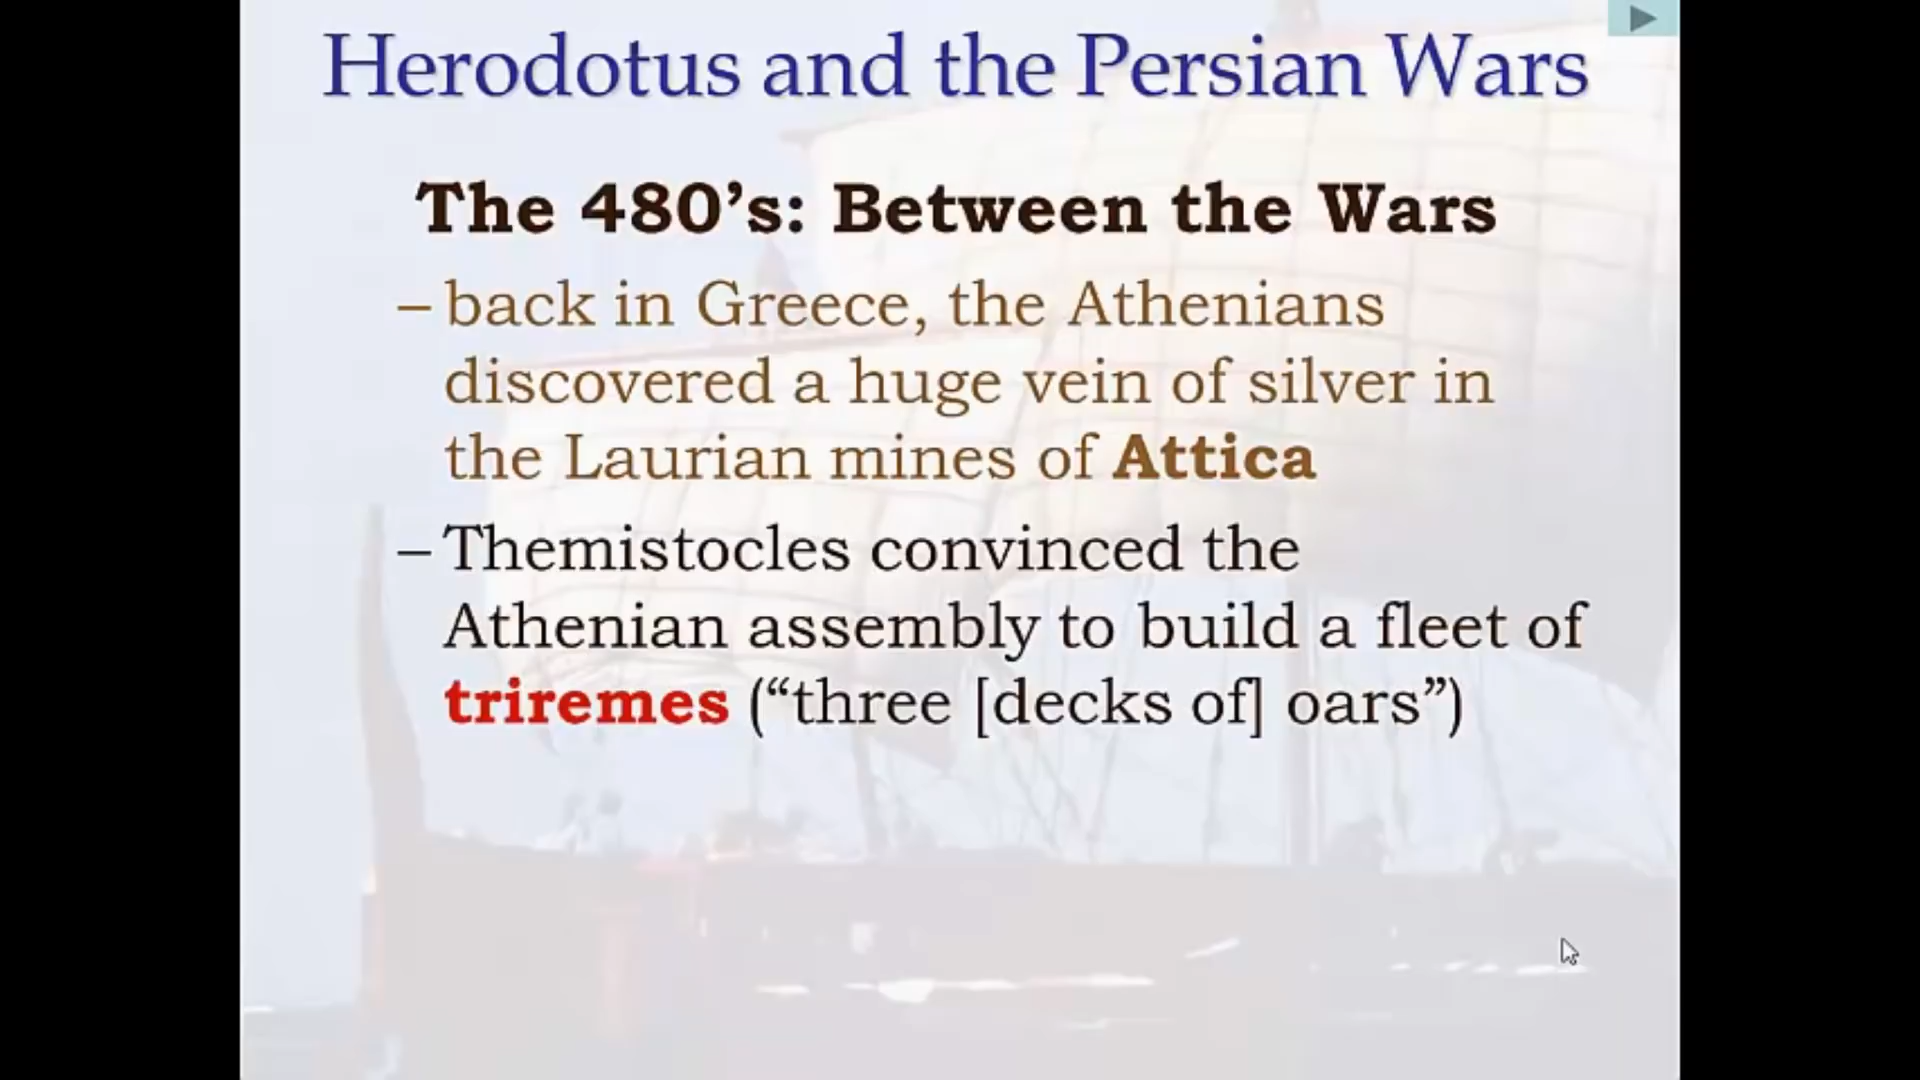 Herodotus and the Persian Wars
The 480’s: Between the Wars
– back in Greece, the Athenians
discovered a huge vein of silver in
the Laurian mines of Attica
– Themistocles convinced the
Athenian assembly to build a fleet of
triremes (“three [decks of] oars”)